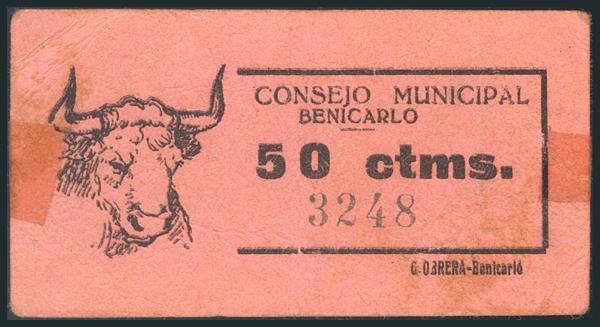 CONSEJO MUNICIPAL
BENICARLO
50 ctms.
3248
G. OBRERA-Benicarló